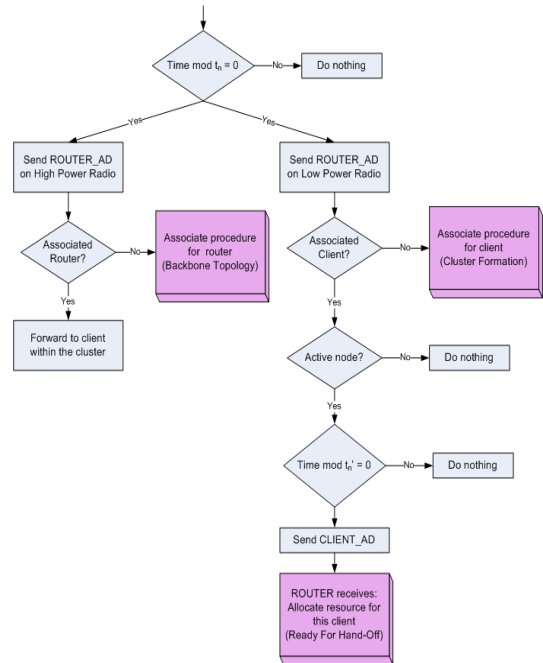 Time mod tn = 0
No
Do nothing
Yes
Yes
Send ROUTER_AD
on High Power Radio
Send ROUTER_AD
on Low Power Radio
Associated
Router?
No
Associate procedure
for router
(Backbone Topology)
Associated
Client?
No
Associate procedure
for client
(Cluster Formation)
Yes
Forward to client
within the cluster
Yes
Active node?
No
Do nothing
Yes
Time mod tn' = 0
No
Do nothing
Yes
Send CLIENT_AD
ROUTER receives:
Allocate resource for
this client
(Ready For Hand-Off)